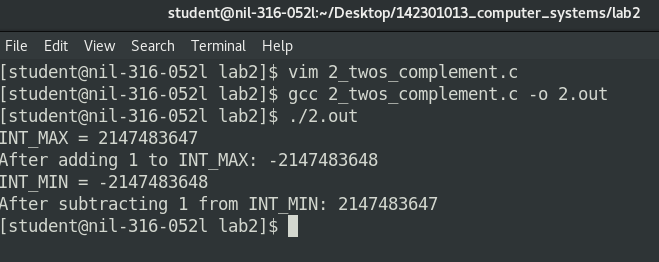 student@nil-316-052l:~/Desktop/142301013_computer_systems/lab2
File Edit View Search Terminal Help
[student@nil-316-052l lab2]$ vim 2_twos_complement.c
[student@nil-316-052l lab2]$ gcc 2_twos_complement.c -o 2.out
[student@nil-316-052l lab2]$ ./2.out
INT_MAX = 2147483647
After adding 1 to INT_MAX: -2147483648
INT_MIN = -2147483648
After subtracting 1 from INT_MIN: 2147483647
[student@nil-316-052l lab2]$